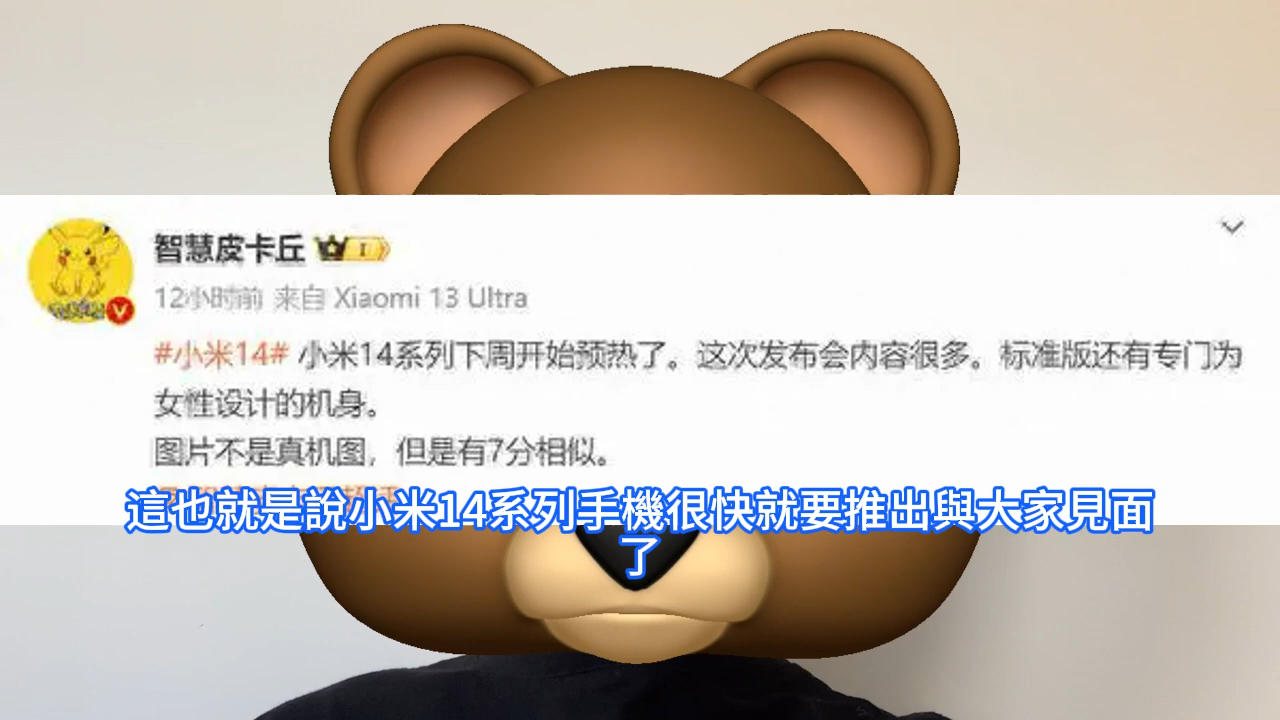 智慧皮卡丘
I
12小时前 来自 Xiaomi 13 Ultra
#小米14# 小米14系列下周开始预热了。这次发布会内容很多。标准版还有专门为
女性设计的机身。
图片不是真机图，但是有7分相似。
這也就是說小米14系列手機很快就要推出與大家見面
了